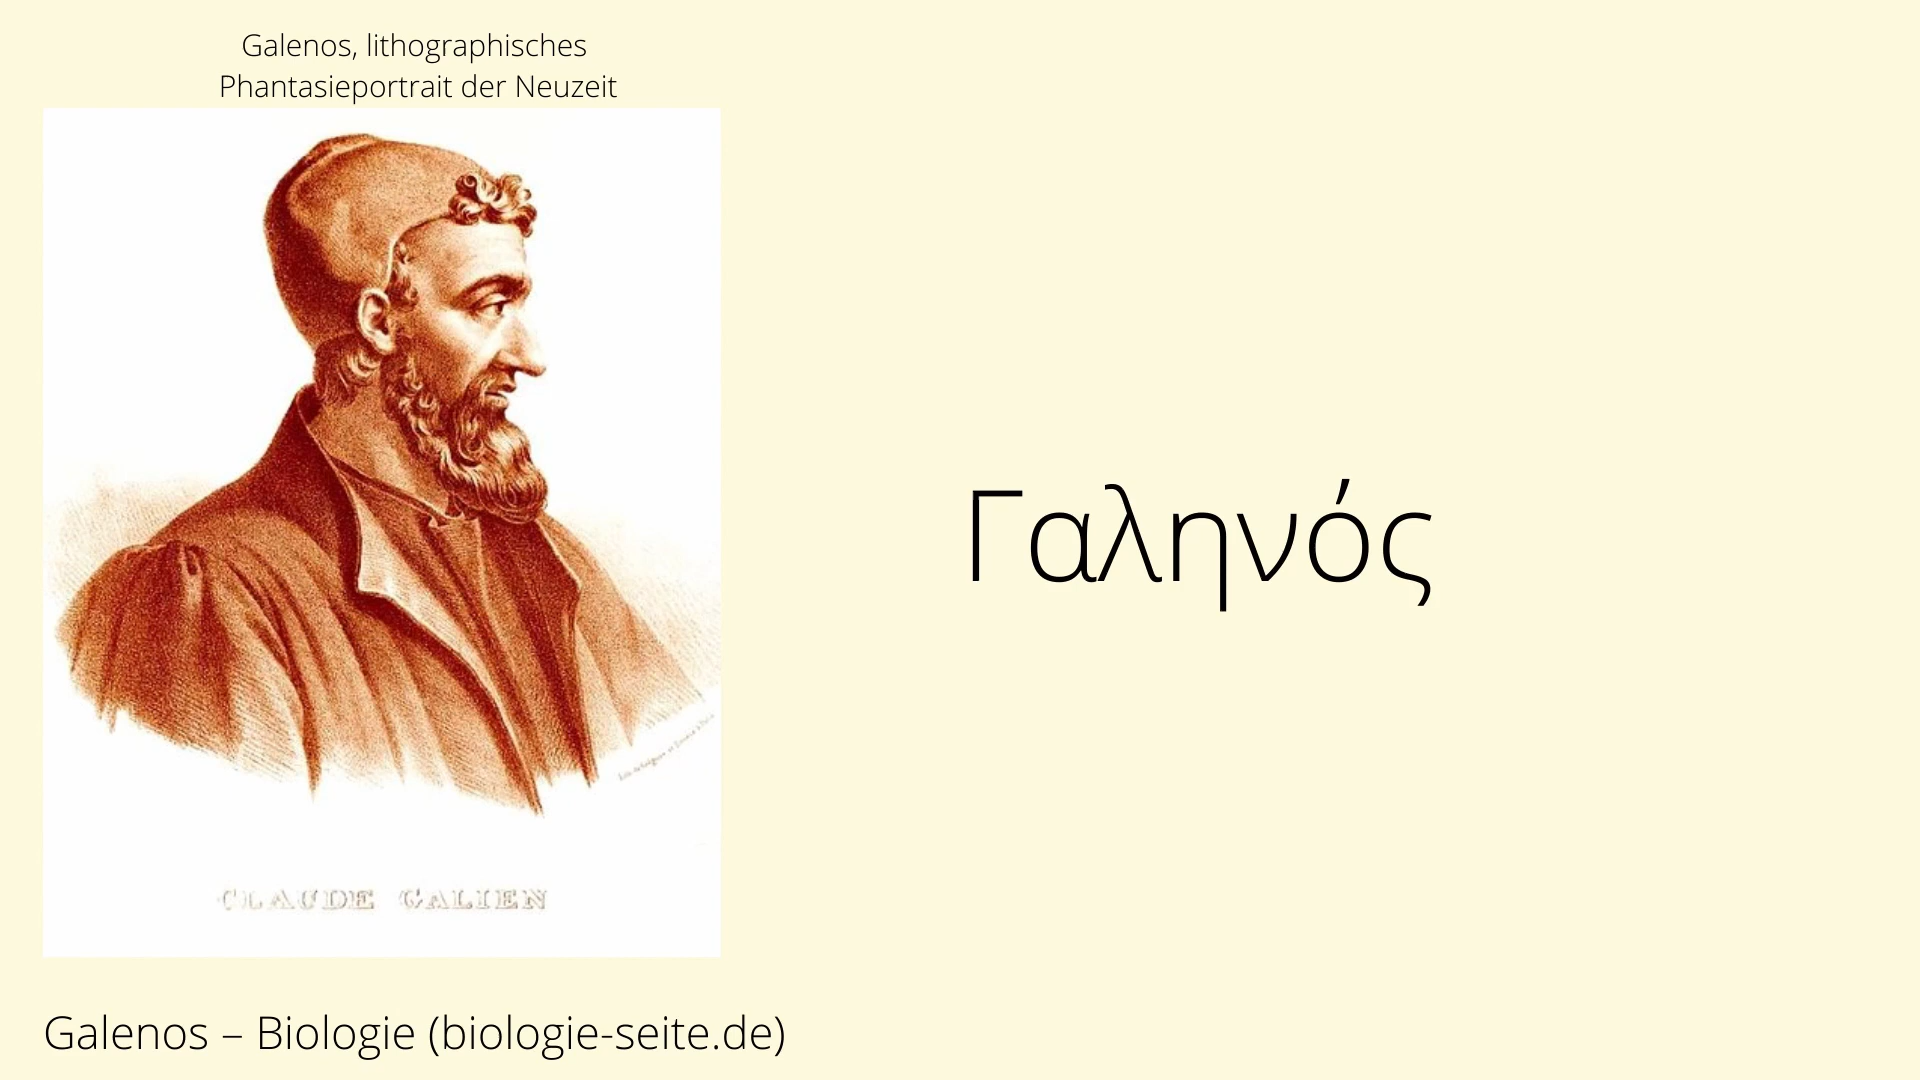 Galenos, lithographisches
Phantasieportrait der Neuzeit
CLAUDE GALIEN
Γαληνός
Galenos – Biologie (biologie-seite.de)